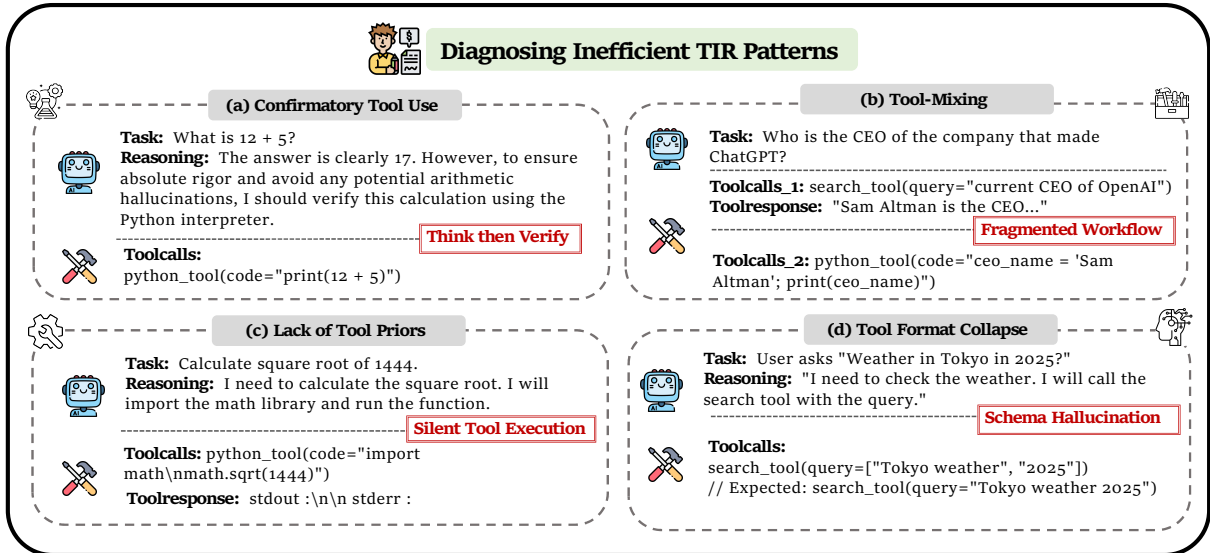 Diagnosing Inefficient TIR Patterns
(a) Confirmatory Tool Use
Task: What is 12 + 5?
Reasoning: The answer is clearly 17. However, to ensure
absolute rigor and avoid any potential arithmetic
hallucinations, I should verify this calculation using the
Python interpreter.
Think then Verify
Toolcalls:
python_tool(code="print(12 + 5)")
(b) Tool-Mixing
Task: Who is the CEO of the company that made
ChatGPT?
Toolcalls_1: search_tool(query="current CEO of OpenAI")
Toolresponse: "Sam Altman is the CEO..."
Fragmented Workflow
Toolcalls_2: python_tool(code="ceo_name = 'Sam
Altman'; print(ceo_name)")
(c) Lack of Tool Priors
Task: Calculate square root of 1444.
Reasoning: I need to calculate the square root. I will
import the math library and run the function.
Silent Tool Execution
Toolcalls: python_tool(code="import
math\nmath.sqrt(1444)")
Toolresponse: stdout :\n\n stderr :
(d) Tool Format Collapse
Task: User asks "Weather in Tokyo in 2025?"
Reasoning: "I need to check the weather. I will call the
search tool with the query."
Schema Hallucination
Toolcalls:
search_tool(query=["Tokyo weather", "2025"])
// Expected: search_tool(query="Tokyo weather 2025")
AI
AI
AI
AI